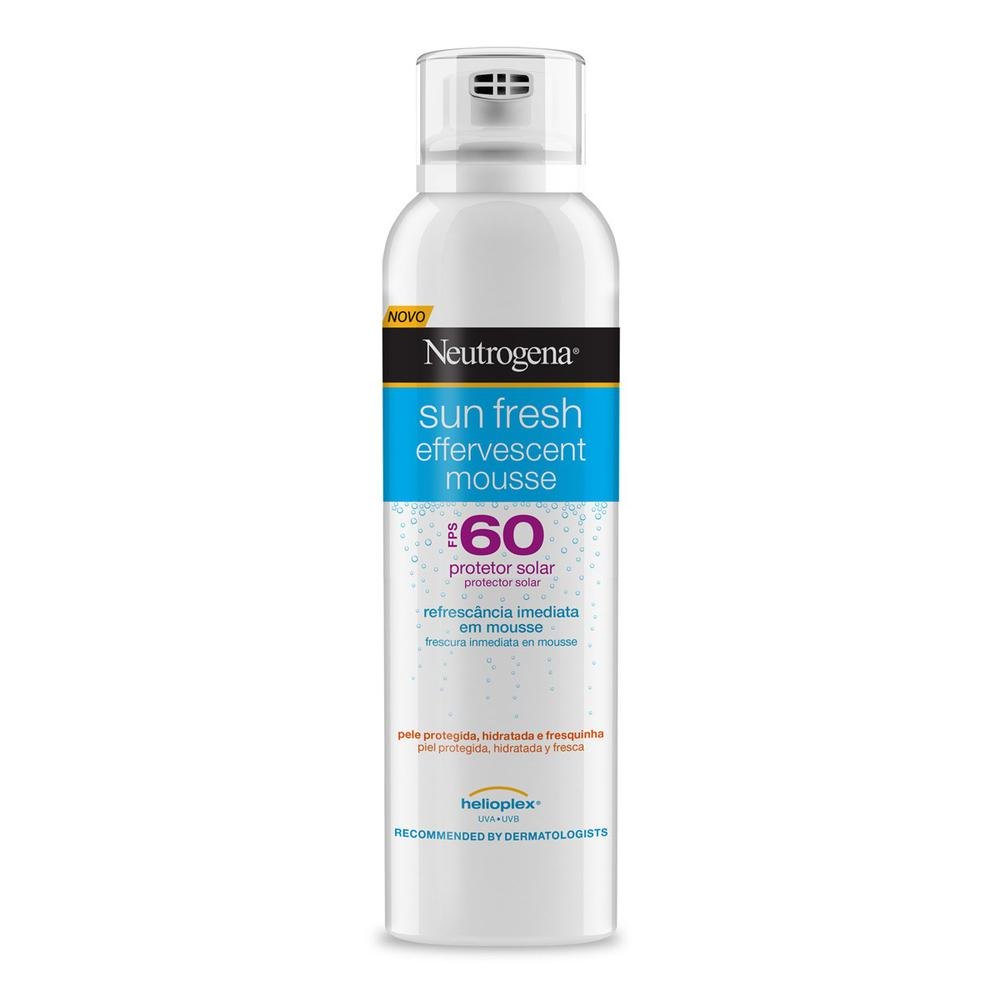 NOVO
Neutrogena®
sun fresh
effervescent
mousse
FPS 60
protetor solar
protector solar
refrescância imediata
em mousse
frescura inmediata en mousse
pele protegida, hidratada e fresquinha
piel protegida, hidratada y fresca
helioplex®
UVA • UVB
RECOMMENDED BY DERMATOLOGISTS